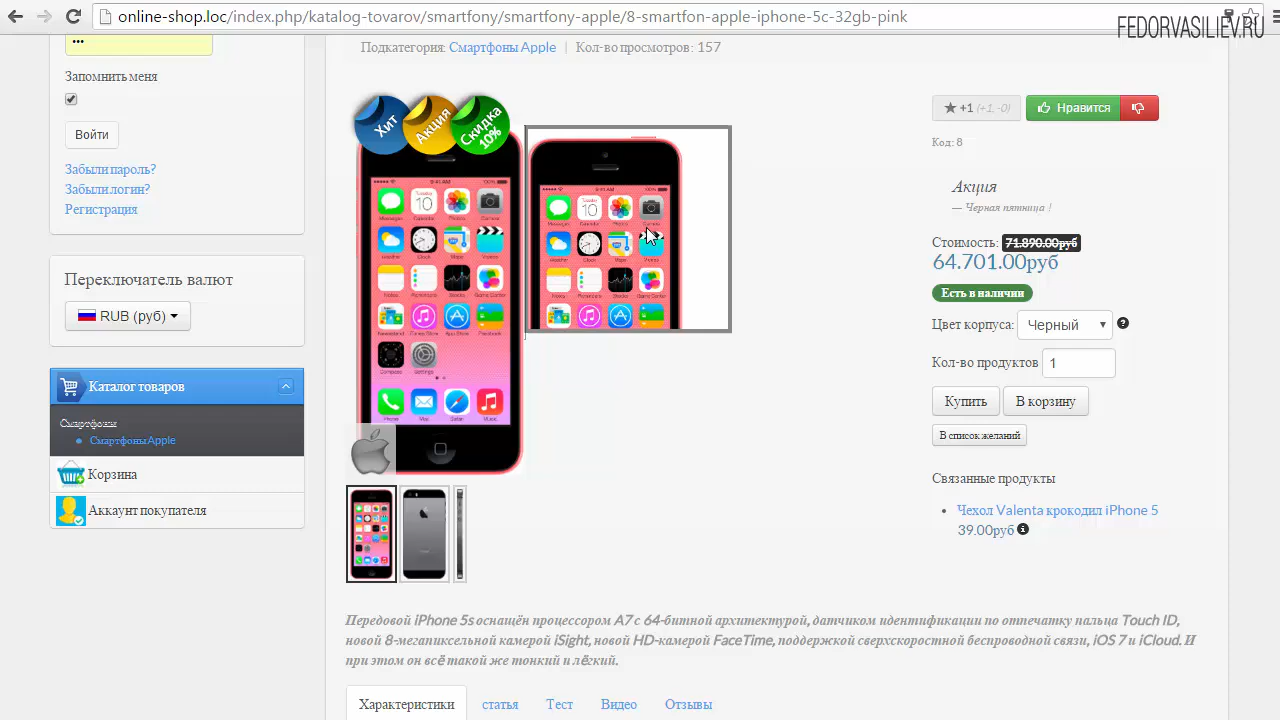 online-shop.loc/index.php/katalog-tovarov/smartfony/smartfony-apple/8-smartfon-apple-iphone-5c-32gb-pink
FEDORVASILIEV.RU
•••
Запомнить меня
Войти
Забыли пароль?
Забыли логин?
Регистрация
Переключатель валют
RUB (руб)
Каталог товаров
Смартфоны
Смартфоны Apple
Корзина
Аккаунт покупателя
Подкатегория: Смартфоны Apple | Кол-во просмотров: 157
Хит
Акция
Скидка 10%
+1 (+1, -0)
Нравится
Код: 8
Акция
— Черная пятница !
Стоимость: 71.890.00руб
64.701.00руб
Есть в наличии
Цвет корпуса: Черный
Кол-во продуктов 1
Купить
В корзину
В список желаний
Связанные продукты
Чехол Valenta крокодил iPhone 5
39.00руб
Передовой iPhone 5s оснащён процессором A7 с 64-битной архитектурой, датчиком идентификации по отпечатку пальца Touch ID,
новой 8-мегапиксельной камерой iSight, новой HD-камерой FaceTime, поддержкой сверхскоростной беспроводной связи, iOS 7 и iCloud. И
при этом он всё такой же тонкий и лёгкий.
Характеристики
статья
Тест
Видео
Отзывы